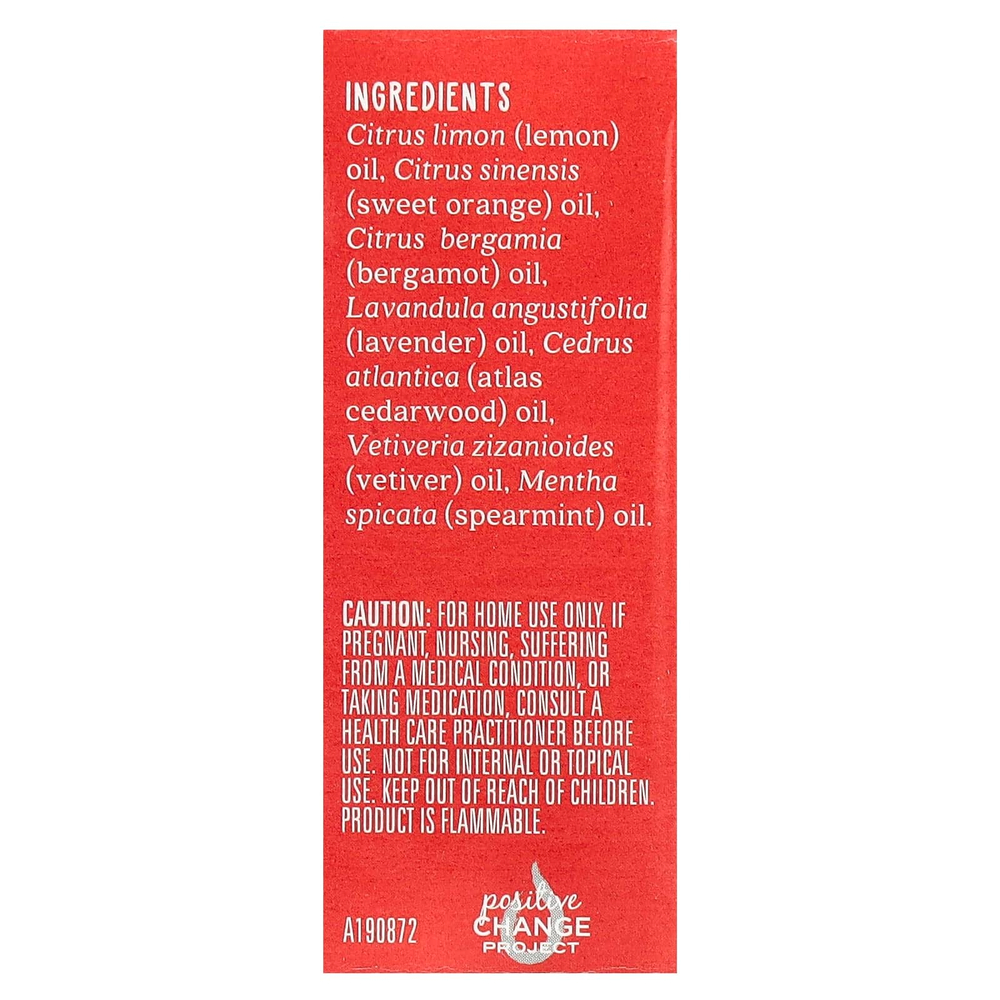 INGREDIENTS
Citrus limon (lemon)
oil, Citrus sinensis
(sweet orange) oil,
Citrus bergamia
(bergamot) oil,
Lavandula angustifolia
(lavender) oil, Cedrus
atlantica (atlas
cedarwood) oil,
Vetiveria zizanioides
(vetiver) oil, Mentha
spicata (spearmint) oil.
CAUTION: FOR HOME USE ONLY. IF
PREGNANT, NURSING, SUFFERING
FROM A MEDICAL CONDITION, OR
TAKING MEDICATION, CONSULT A
HEALTH CARE PRACTITIONER BEFORE
USE. NOT FOR INTERNAL OR TOPICAL
USE. KEEP OUT OF REACH OF CHILDREN.
PRODUCT IS FLAMMABLE.
A190872
positive
CHANGE
PROJECT